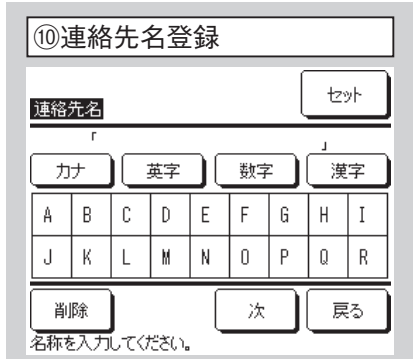 ⑩連絡先名登録
セット
連絡先名
「 」
カナ 英字 数字 漢字
A B C D E F G H I
J K L M N O P Q R
削除 次 戻る
名称を入力してください。